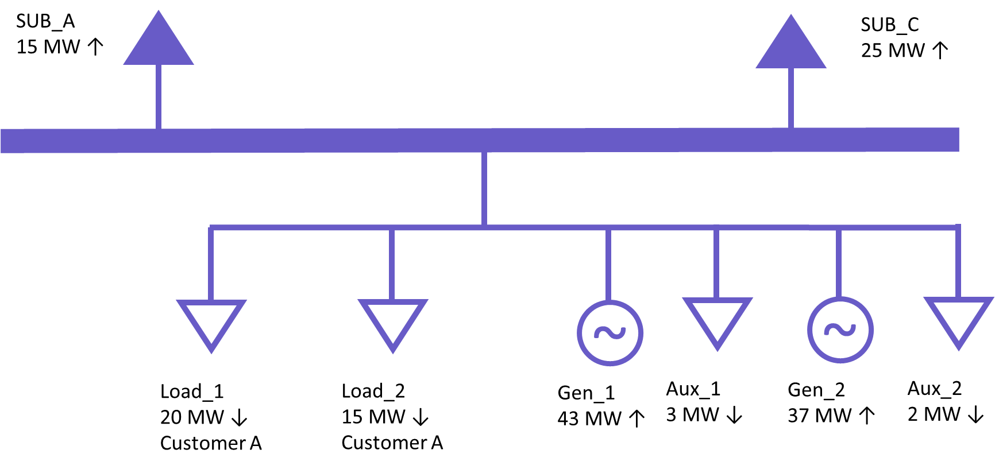 SUB_A
15 MW ↑
SUB_C
25 MW ↑
Load_1
20 MW ↓
Customer A
Load_2
15 MW ↓
Customer A
~
Gen_1
43 MW ↑
Aux_1
3 MW ↓
~
Gen_2
37 MW ↑
Aux_2
2 MW ↓